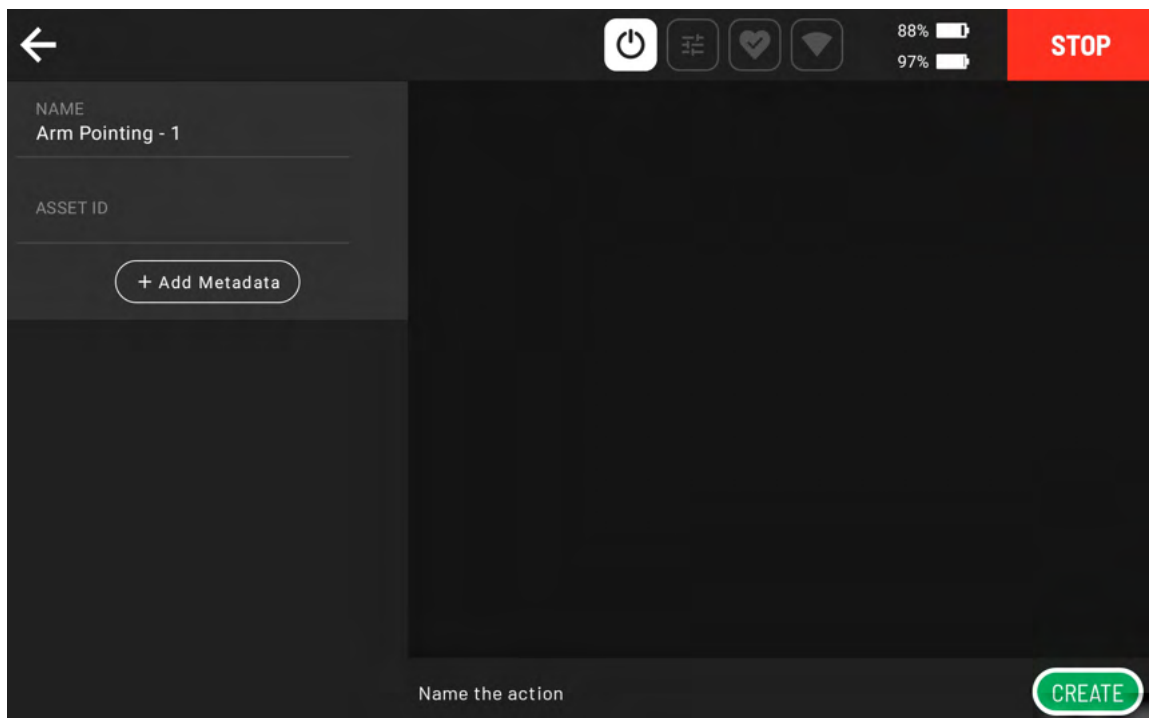 88%
97%
STOP
NAME
Arm Pointing - 1
ASSET ID
+ Add Metadata
Name the action
CREATE